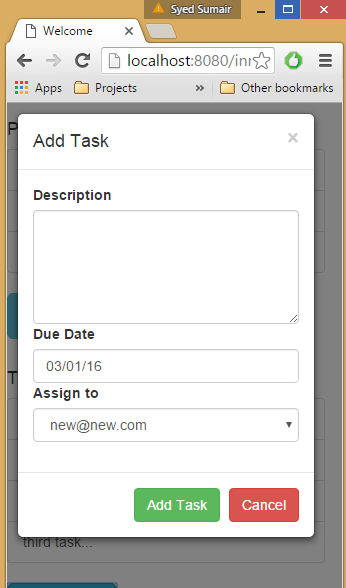 Syed Sumair
Welcome
localhost:8080/inn
Apps Projects » Other bookmarks
P
Add Task ×
Description
Due Date
03/01/16
Assign to
new@new.com
T
Add Task Cancel
third task...